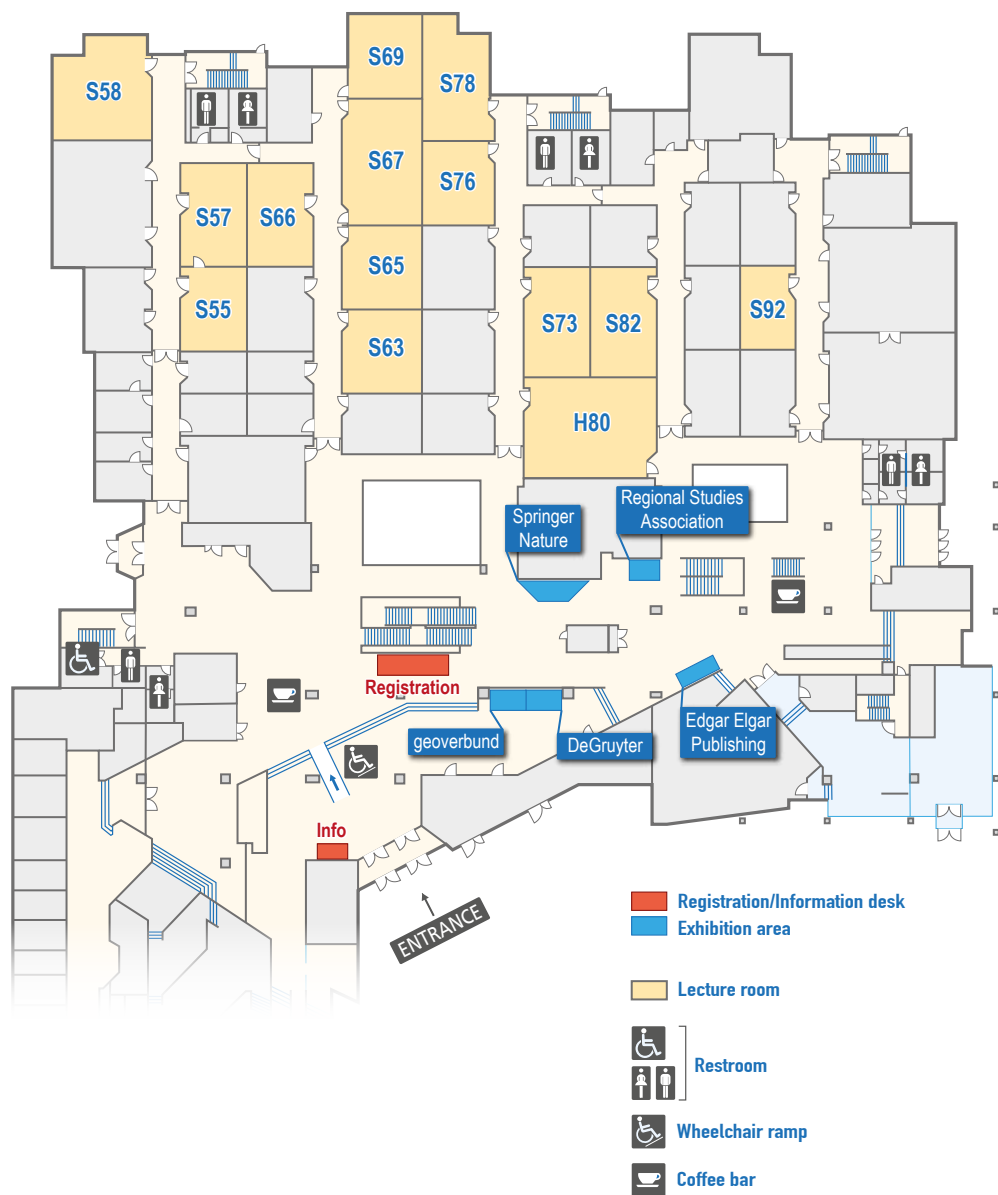 S69
S78
S58
S67
S76
S57
S66
S65
S55
S73
S82
S92
S63
H80
Regional Studies
Association
Springer
Nature
Registration
geoverbund
DeGruyter
Edgar Elgar
Publishing
Info
ENTRANCE
Registration/Information desk
Exhibition area
Lecture room
Restroom
Wheelchair ramp
Coffee bar